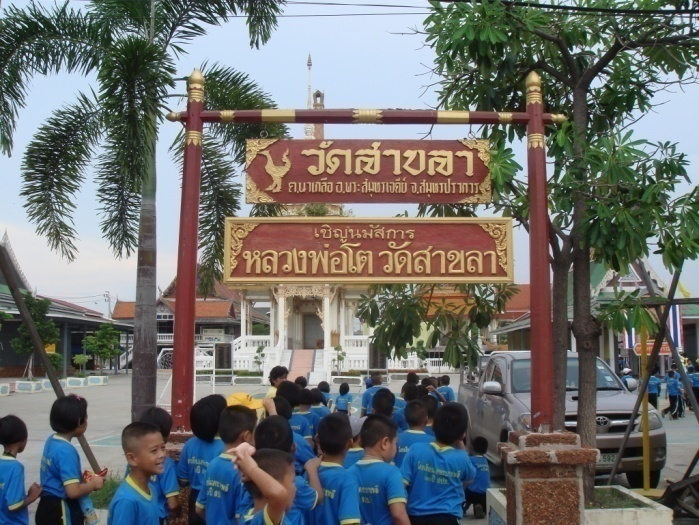 วัดสาขลา
ต.นาเกลือ อ.พระสมุทรเจดีย์ จ.สมุทรปราการ
เชิญนมัสการ
หลวงพ่อโต วัดสาขลา